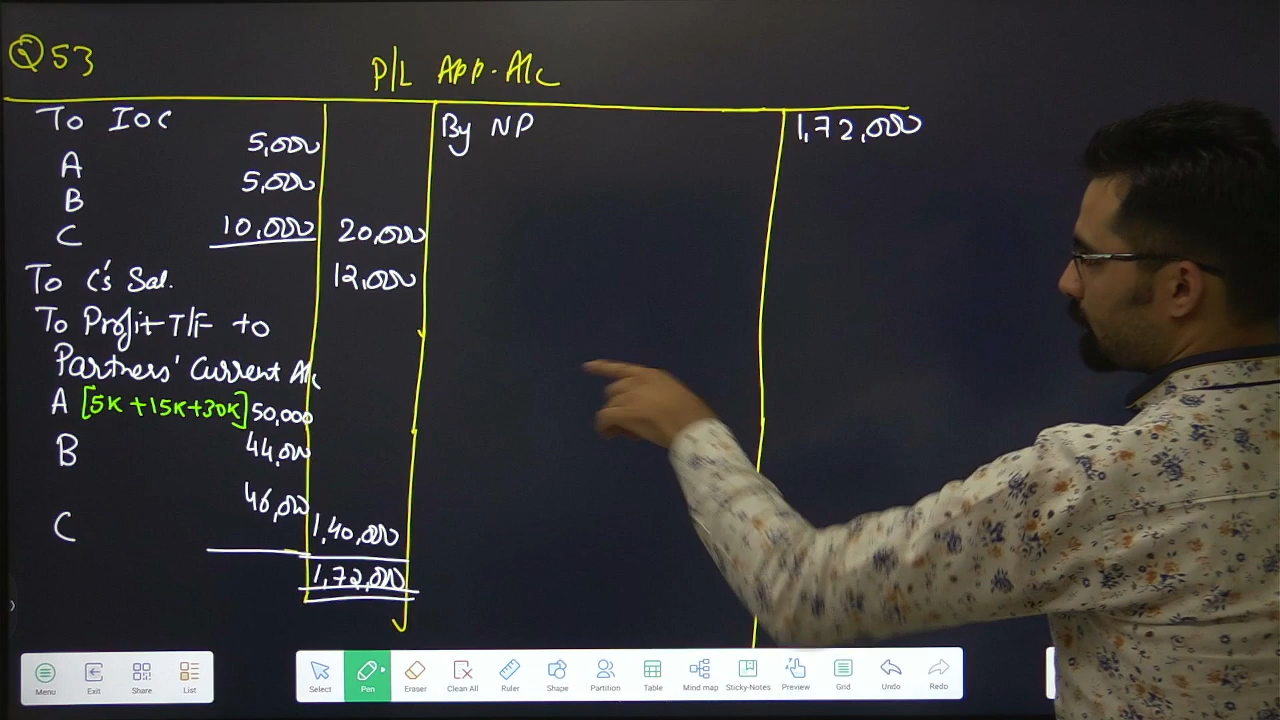 Q 53
P/L APP. A/c
To IOC
By NP 1,72,000
A 5,000
B 5,000
C 10,000 20,000
To C's Sal. 12,000
To Profit T/F to
Partners' Current A/c
A [5K + 15K + 30K] 50,000
B 44,000
C 46,000 1,40,000
1,72,000
Menu Exit Share List Select Pen Eraser Clean All Ruler Shape Partition Table Mind map Sticky-Notes Preview Grid Undo Redo